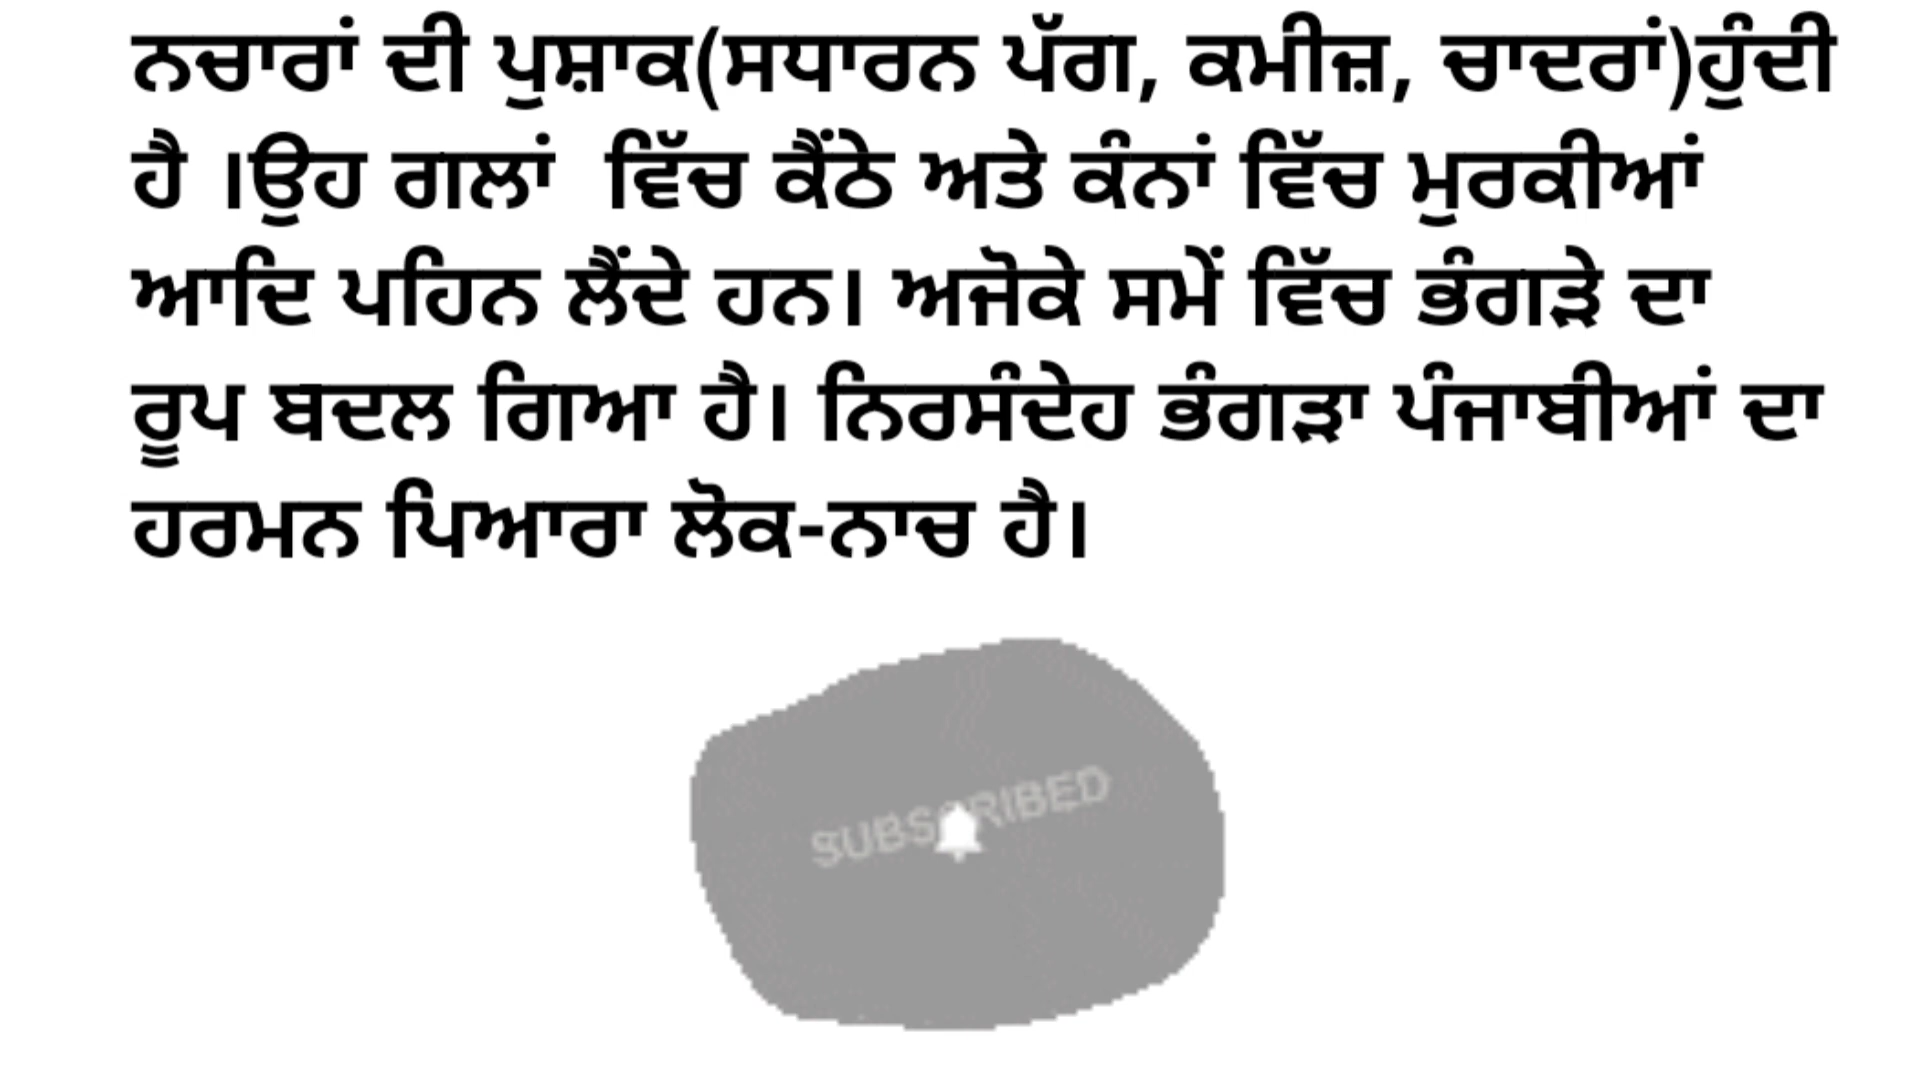 ਨਚਾਰਾਂ ਦੀ ਪੁਸ਼ਾਕ(ਸਧਾਰਨ ਪੱਗ, ਕਮੀਜ਼, ਚਾਦਰਾਂ)ਹੁੰਦੀ
ਹੈ ।ਉਹ ਗਲਾਂ  ਵਿੱਚ ਕੈਂਠੇ ਅਤੇ ਕੰਨਾਂ ਵਿੱਚ ਮੁਰਕੀਆਂ
ਆਦਿ ਪਹਿਨ ਲੈਂਦੇ ਹਨ। ਅਜੋਕੇ ਸਮੇਂ ਵਿੱਚ ਭੰਗੜੇ ਦਾ
ਰੂਪ ਬਦਲ ਗਿਆ ਹੈ। ਨਿਰਸੰਦੇਹ ਭੰਗੜਾ ਪੰਜਾਬੀਆਂ ਦਾ
ਹਰਮਨ ਪਿਆਰਾ ਲੋਕ-ਨਾਚ ਹੈ।
SUBSCRIBED